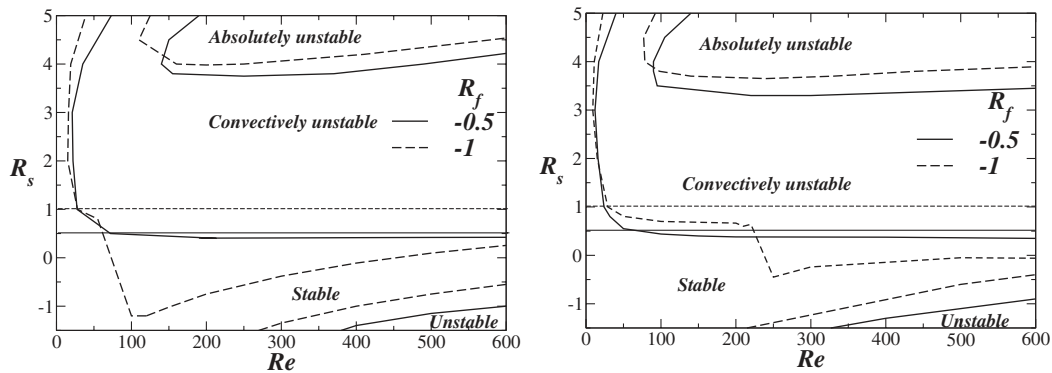 5
4
3
2
1
0
-1
R_s
Absolutely unstable
R_f
Convectively unstable
-0.5
-1
Stable
Unstable
0 100 200 300 400 500 600
Re
5
4
3
2
1
0
-1
R_s
Absolutely unstable
R_f
-0.5
-1
Convectively unstable
Stable
Unstable
0 100 200 300 400 500 600
Re